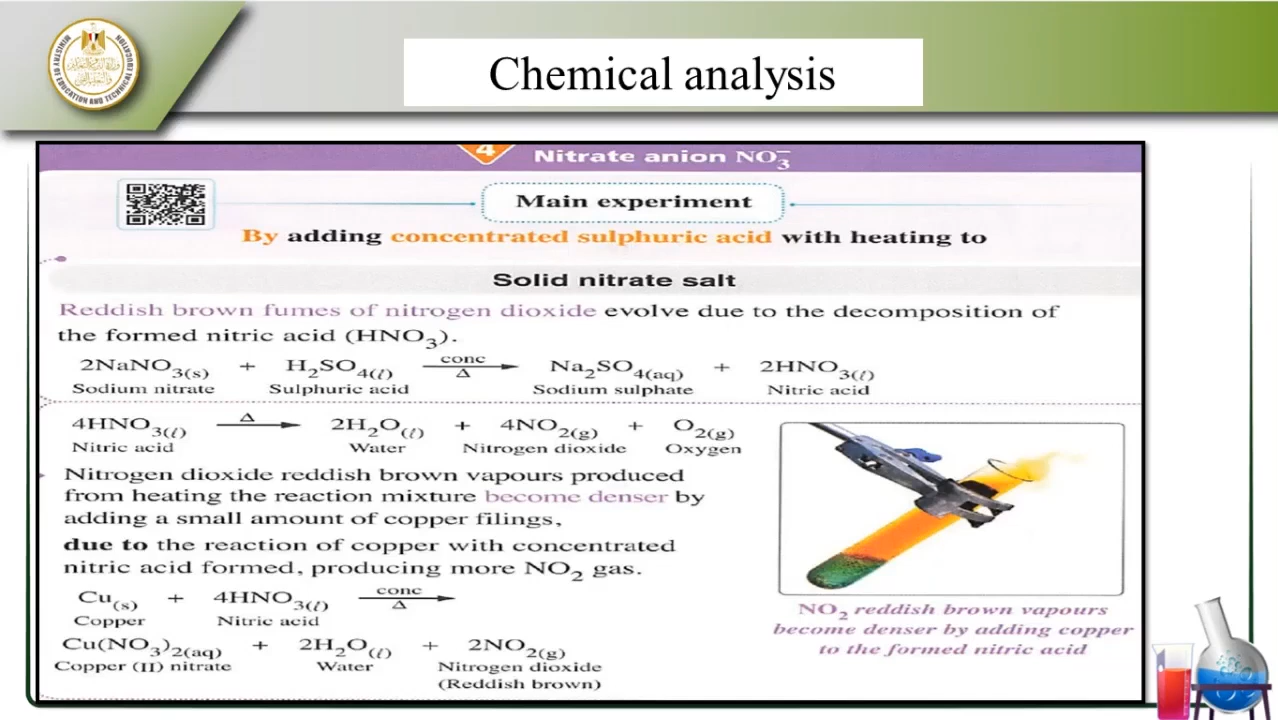 MINISTRY OF EDUCATION AND TECHNICAL EDUCATION
Chemical analysis
4 Nitrate anion NO₃⁻
Main experiment
By adding concentrated sulphuric acid with heating to
Solid nitrate salt
Reddish brown fumes of nitrogen dioxide evolve due to the decomposition of
the formed nitric acid (HNO₃).
2NaNO₃(s) + H₂SO₄(l) conc Δ Na₂SO₄(aq) + 2HNO₃(l)
Sodium nitrate Sulphuric acid Sodium sulphate Nitric acid
4HNO₃(l) Δ 2H₂O(l) + 4NO₂(g) + O₂(g)
Nitric acid Water Nitrogen dioxide Oxygen
Nitrogen dioxide reddish brown vapours produced
from heating the reaction mixture become denser by
adding a small amount of copper filings,
due to the reaction of copper with concentrated
nitric acid formed, producing more NO₂ gas.
Cu(s) + 4HNO₃(l) conc Δ
Copper Nitric acid
Cu(NO₃)₂(aq) + 2H₂O(l) + 2NO₂(g)
Copper (II) nitrate Water Nitrogen dioxide
(Reddish brown)
NO₂ reddish brown vapours
become denser by adding copper
to the formed nitric acid